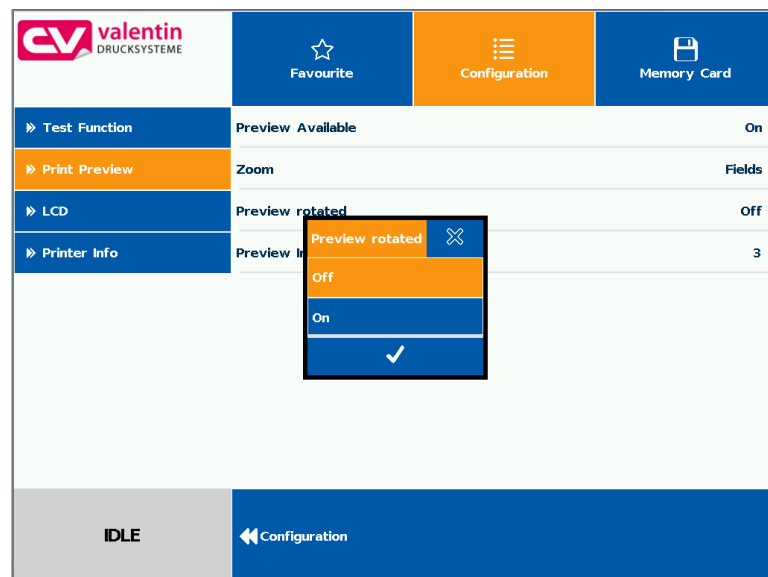 CV valentin
DRUCKSYSTEME
Favourite
Configuration
Memory Card
Test Function
Print Preview
LCD
Printer Info
Preview Available On
Zoom Fields
Preview rotated Off
Preview 3
Preview rotated
Off
On
IDLE
Configuration